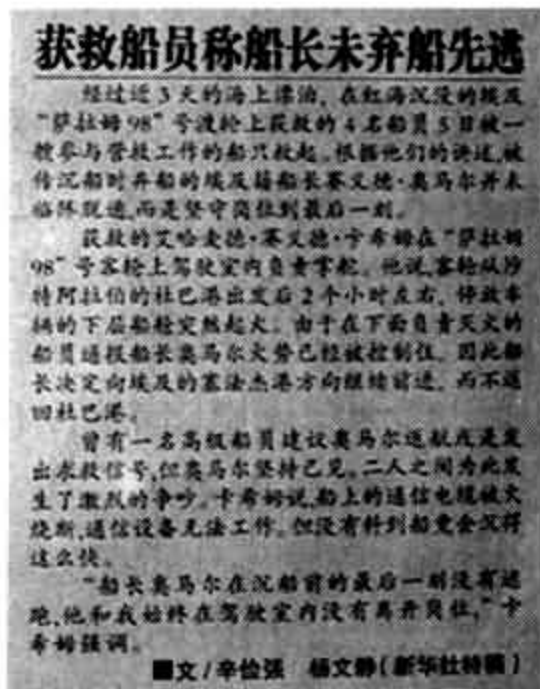 获救船员称船长未弃船先逃
经过近3天的海上漂泊，在红海沉没的埃及
“萨拉姆98”号渡轮上获救的4名船员5日被一
艘参与营救工作的船只救起。根据他们的讲述,被
传沉船时弃船的埃及籍船长赛义德·奥马尔并未
临阵脱逃,而是坚守岗位到最后一刻。
获救的艾哈麦德·赛义德·卡希姆在“萨拉姆
98”号客轮上驾驶室内负责掌舵。他说,客轮从沙
特阿拉伯的杜巴港出发后2个小时左右，停放车
辆的下层船舱突然起火。由于在下面负责灭火的
船员通报船长奥马尔火势已经被控制住，因此船
长决定向埃及的塞法杰港方向继续前进，而不返
回杜巴港。
曾有一名高级船员建议奥马尔返航或是发
出求救信号,但奥马尔坚持己见。二人之间为此发
生了激烈的争吵。卡希姆说,船上的通信电缆被火
烧断,通信设备无法工作。但没有料到船竟会沉得
这么快。
“船长奥马尔在沉船前的最后一刻没有逃
跑,他和我始终在驾驶室内没有离开岗位,”卡
希姆强调。
■文/辛俭强 杨文静(新华社特稿)